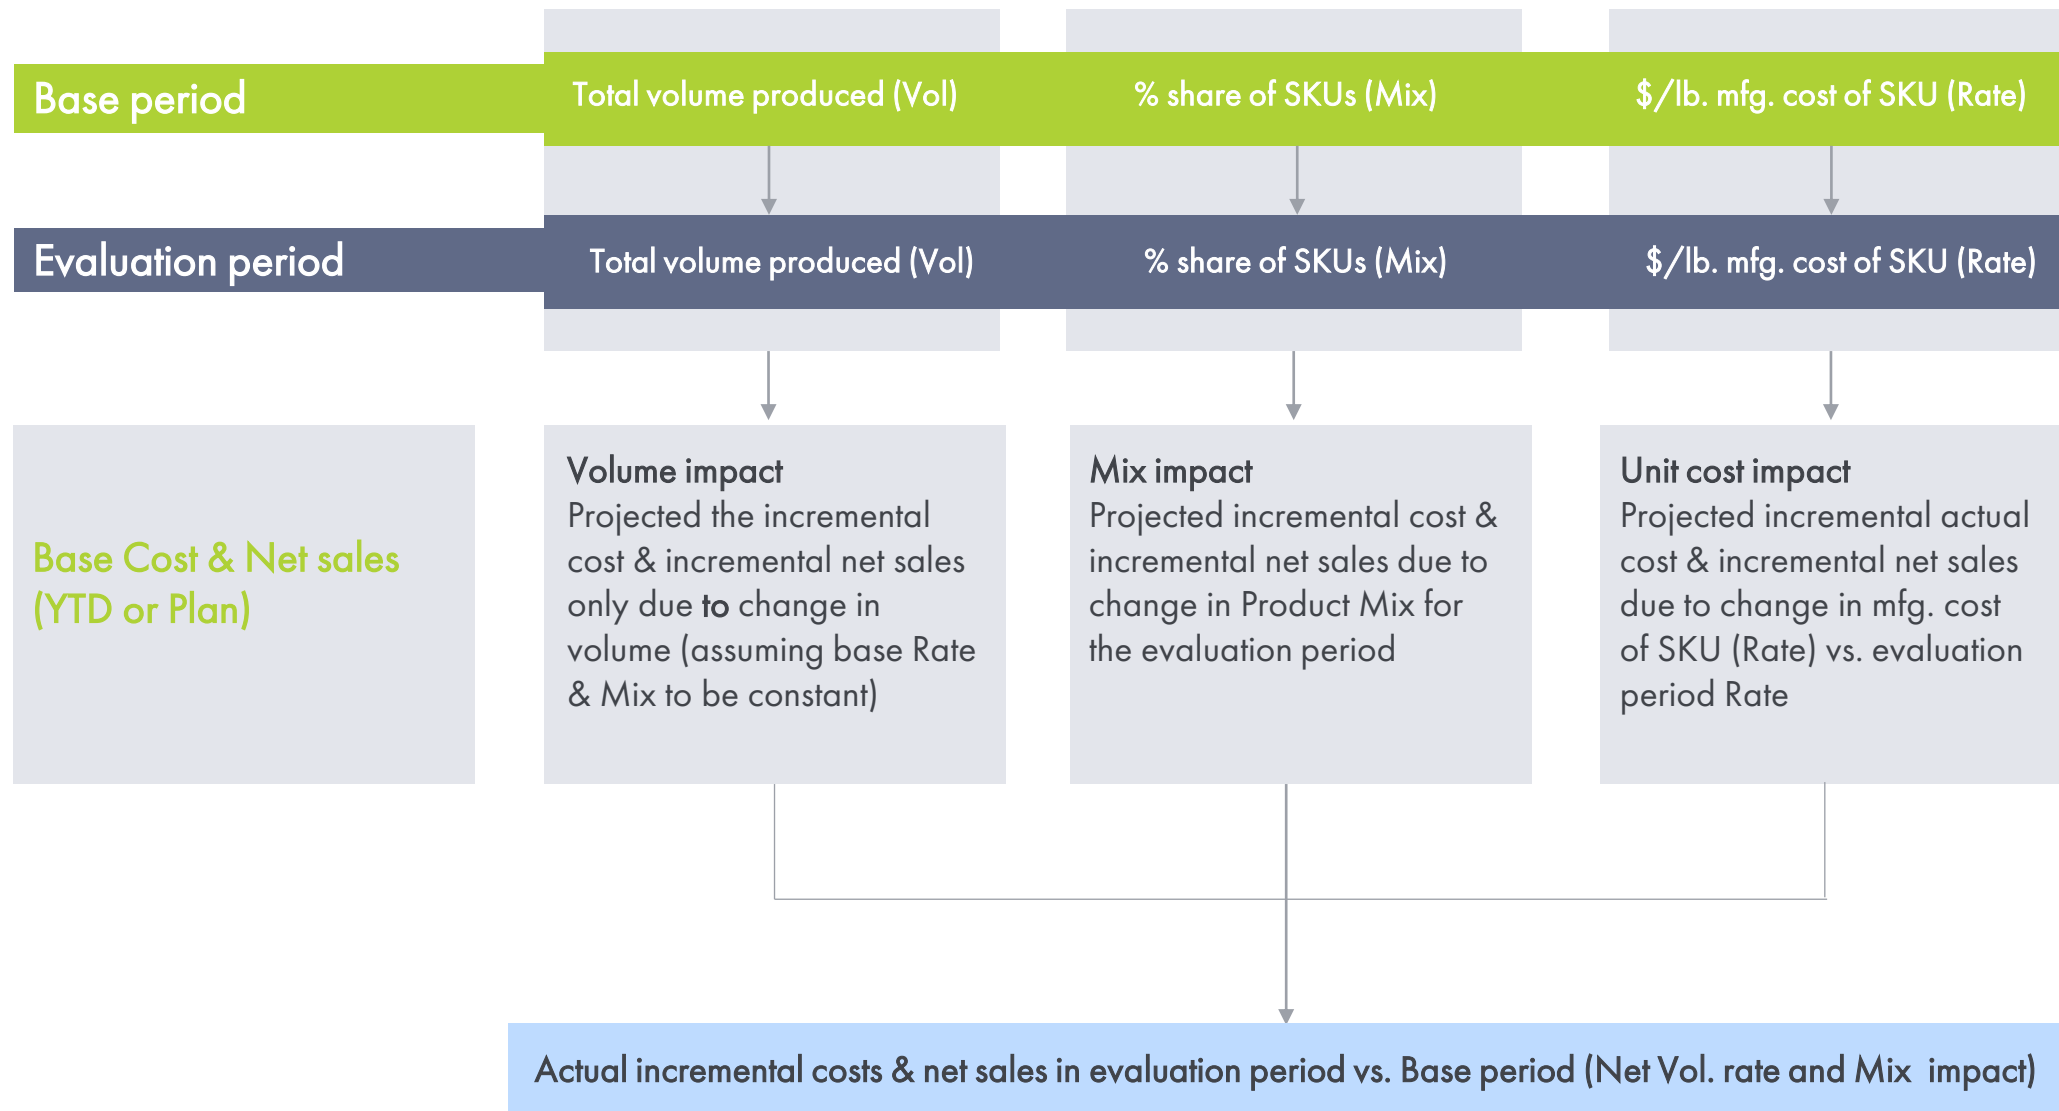 Base period
Total volume produced (Vol)
% share of SKUs (Mix)
$/lb. mfg. cost of SKU (Rate)
Evaluation period
Total volume produced (Vol)
% share of SKUs (Mix)
$/lb. mfg. cost of SKU (Rate)
Base Cost & Net sales
(YTD or Plan)
Volume impact
Projected the incremental
cost & incremental net sales
only due to change in
volume (assuming base Rate
& Mix to be constant)
Mix impact
Projected incremental cost &
incremental net sales due to
change in Product Mix for
the evaluation period
Unit cost impact
Projected incremental actual
cost & incremental net sales
due to change in mfg. cost
of SKU (Rate) vs. evaluation
period Rate
Actual incremental costs & net sales in evaluation period vs. Base period (Net Vol. rate and Mix impact)